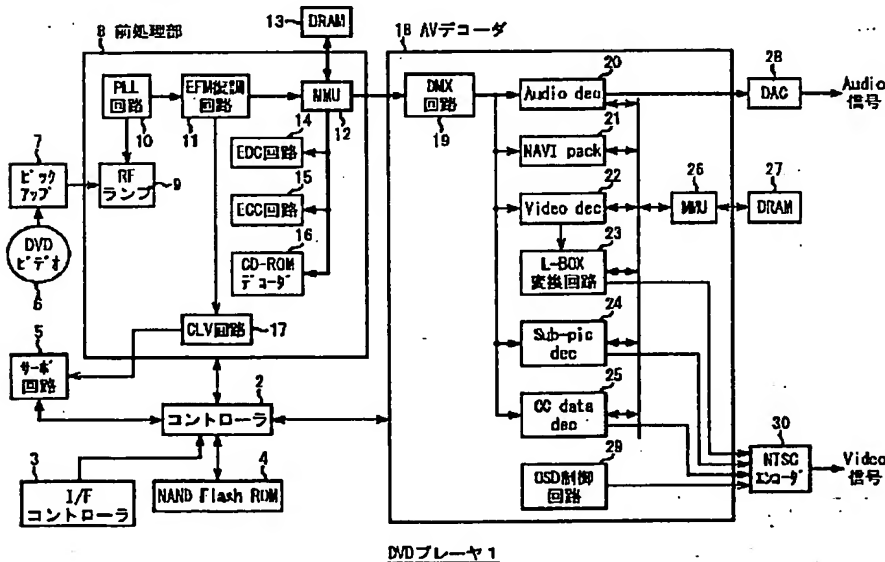 8 前処理部
PLL
回路
10
EFM復調
回路
11
13
DRAM
MMU
12
14
EDC回路
15
ECC回路
16
CD-ROM
デコーダ
RF
ランプ
9
7
ピック
アップ
DVD
ビデオ
6
CLV回路
17
5
サーボ
回路
2
コントローラ
3
I/F
コントローラ
4
NAND Flash ROM
18 AVデコーダ
DMX
回路
19
20
Audio dec
21
NAVI pack
22
Video dec
23
L-BOX
変換回路
24
Sub-pic
dec
25
CC data
dec
29
OSD制御
回路
26
MMU
27
DRAM
28
DAC
Audio
信号
30
NTSC
エンコーダ
Video
信号
DVDプレーヤ1